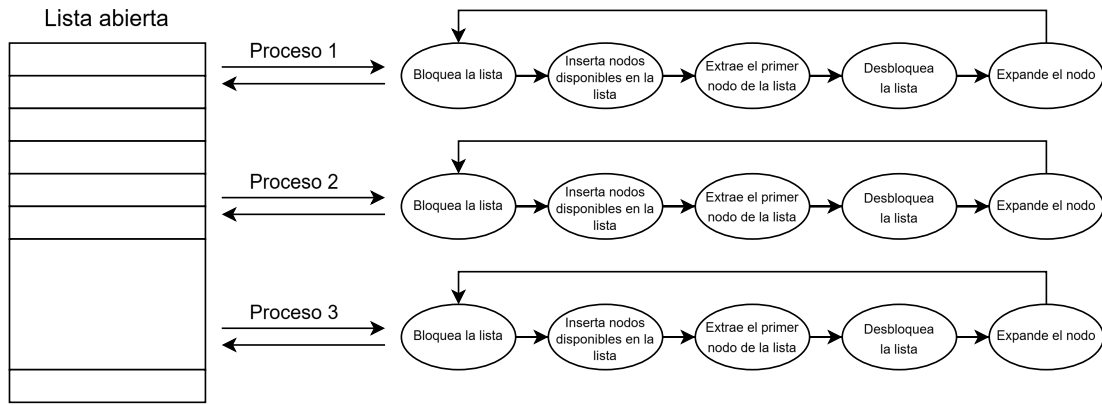 Lista abierta
Proceso 1
Bloquea la lista
Inserta nodos
disponibles en la
lista
Extrae el primer
nodo de la lista
Desbloquea
la lista
Expande el nodo
Proceso 2
Bloquea la lista
Inserta nodos
disponibles en la
lista
Extrae el primer
nodo de la lista
Desbloquea
la lista
Expande el nodo
Proceso 3
Bloquea la lista
Inserta nodos
disponibles en la
lista
Extrae el primer
nodo de la lista
Desbloquea
la lista
Expande el nodo